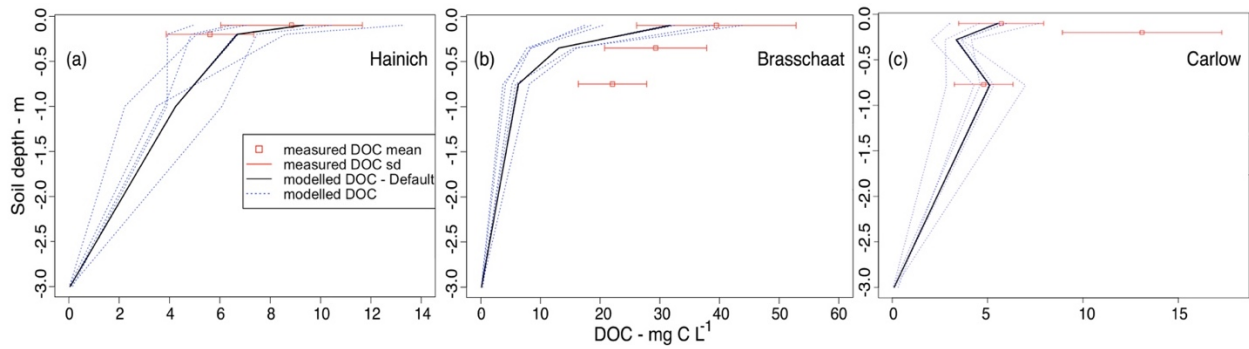 (a) Hainich
(b) Brasschaat
(c) Carlow
measured DOC mean
measured DOC sd
modelled DOC - Default
modelled DOC
Soil depth - m
0.0
-0.5
-1.0
-1.5
-2.0
-2.5
-3.0
0 2 4 6 8 10 12 14
0.0
-0.5
-1.0
-1.5
-2.0
-2.5
-3.0
0 10 20 30 40 50 60
0.0
-0.5
-1.0
-1.5
-2.0
-2.5
-3.0
0 5 10 15
DOC - mg C L⁻¹